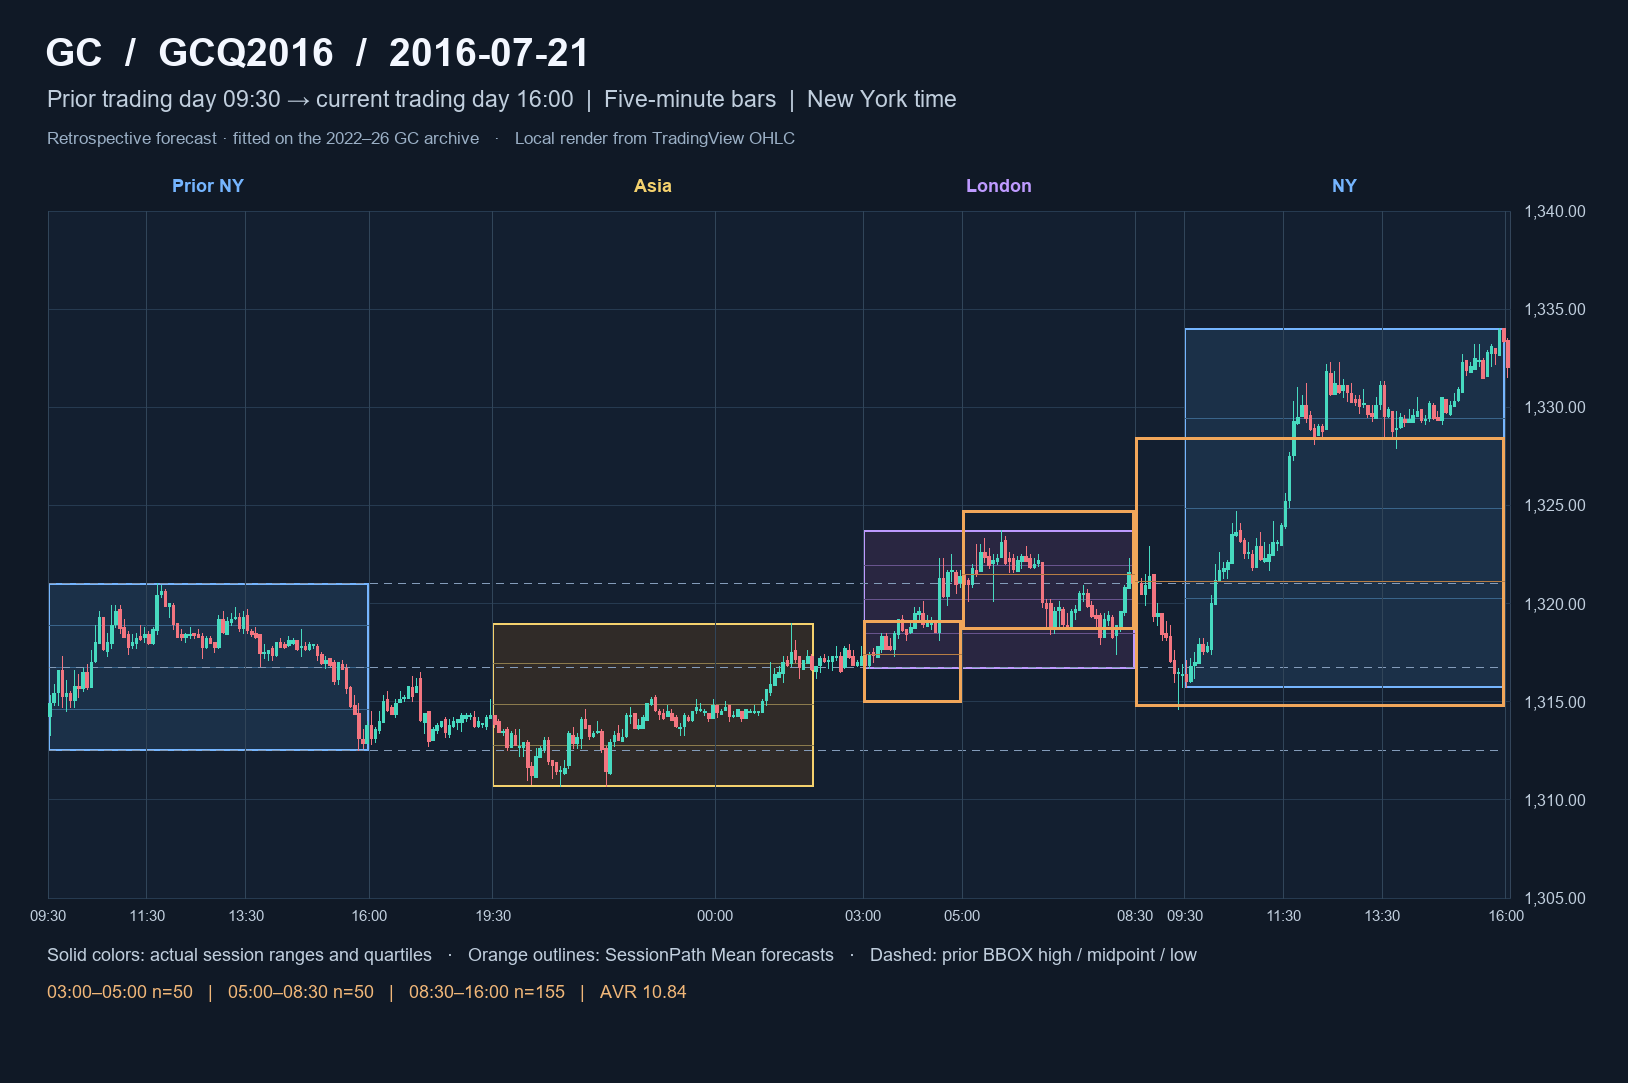 GC / GCQ2016 / 2016-07-21
Prior trading day 09:30 → current trading day 16:00 | Five-minute bars | New York time
Retrospective forecast · fitted on the 2022–26 GC archive · Local render from TradingView OHLC
Prior NY Asia London NY
1,340.00
1,335.00
1,330.00
1,325.00
1,320.00
1,315.00
1,310.00
1,305.00
09:30 11:30 13:30 16:00 19:30 00:00 03:00 05:00 08:30 09:30 11:30 13:30 16:00
Solid colors: actual session ranges and quartiles · Orange outlines: SessionPath Mean forecasts · Dashed: prior BBOX high / midpoint / low
03:00–05:00 n=50 | 05:00–08:30 n=50 | 08:30–16:00 n=155 | AVR 10.84